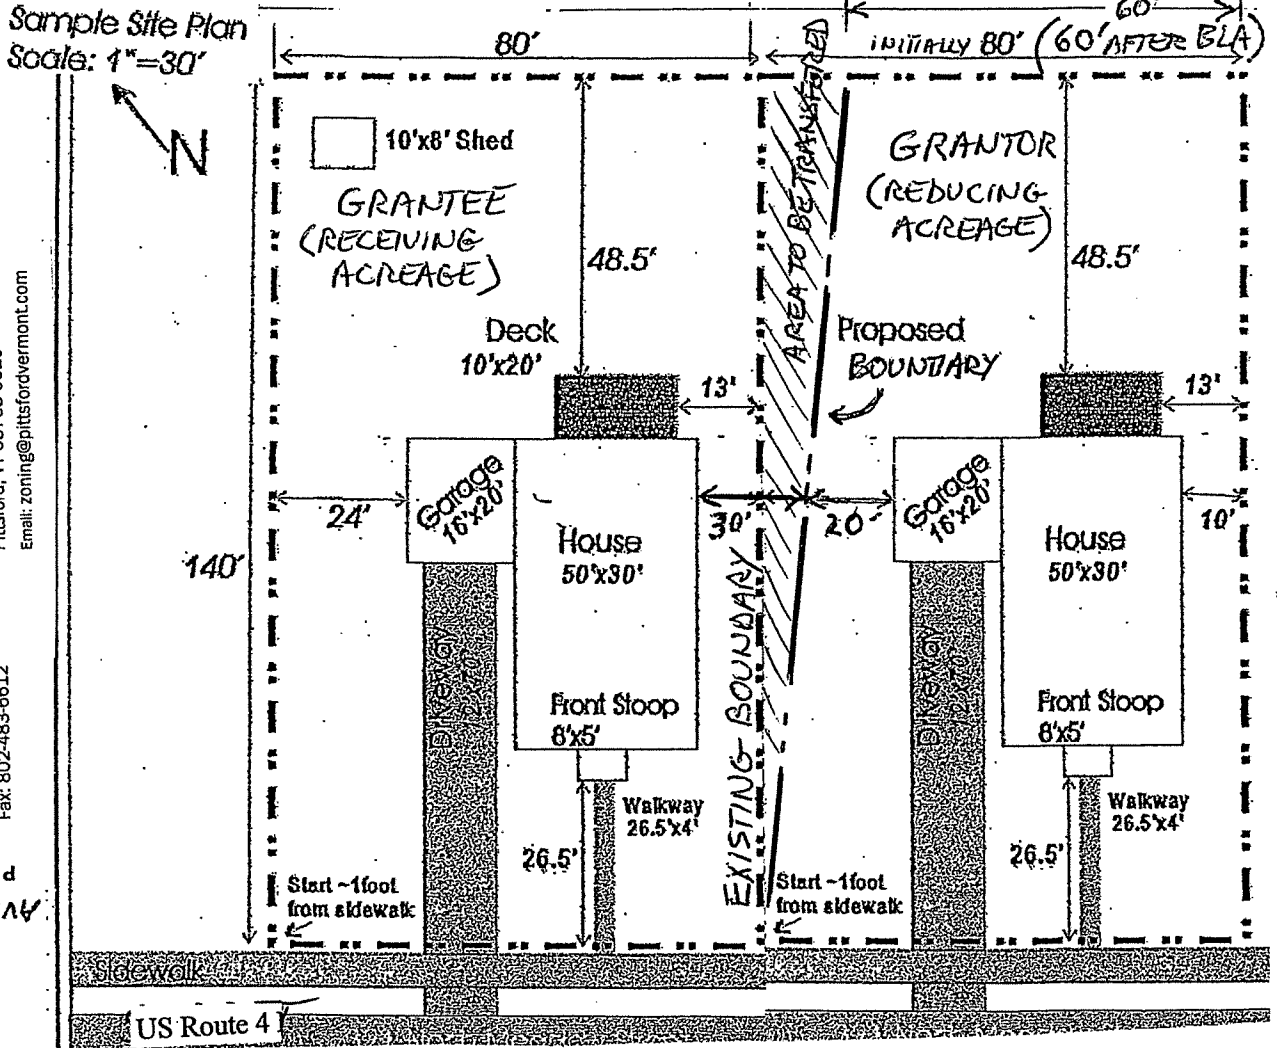 Sample Site Plan
Scale: 1"=30'
N
80'
60'
INITIALLY 80' (60' AFTER BLA)
10'x8' Shed
GRANTEE
(RECEIVING
ACREAGE)
48.5'
AREA TO BE TRANSFERRED
GRANTOR
(REDUCING
ACREAGE)
48.5'
Deck
10'x20'
13'
Proposed
BOUNDARY
13'
24'
Garage
16'x20'
30'
20
Garage
16'x20'
10'
House
50'x30'
House
50'x30'
140'
Driveway
Driveway
EXISTING BOUNDARY
Front Stoop
8'x5'
Front Stoop
8'x5'
Walkway
26.5'x4'
Walkway
26.5'x4'
26.5'
26.5'
Start ~1foot
from sidewalk
Start ~1foot
from sidewalk
sidewalk
US Route 4
Email: zoning@pittsfordvermont.com
Fax: 802-483-6612